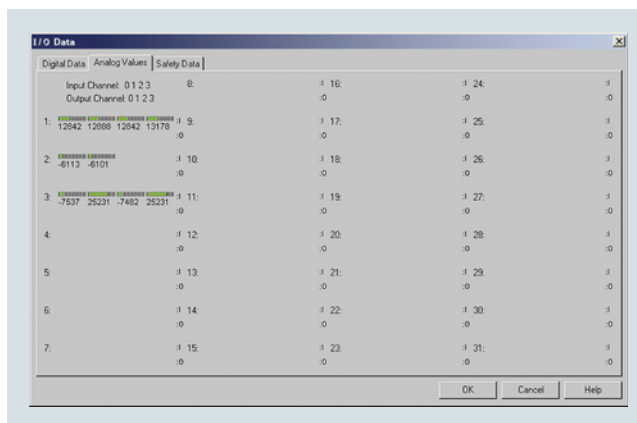 I/O Data
Digital Data Analog Values Safety Data
Input Channel: 0 1 2 3 8: :I 16: :I 24: :I
Output Channel: 0 1 2 3 :O :O :O
1: 12842 12888 12842 13178 :I 9: :I 17: :I 25: :I
:O :O :O :O
2: -6113 -6101 :I 10: :I 18: :I 26: :I
:O :O :O :O
3: -7537 25231 -7482 25231 :I 11: :I 19: :I 27: :I
:O :O :O :O
4: :I 12: :I 20: :I 28: :I
:O :O :O :O
5: :I 13: :I 21: :I 29: :I
:O :O :O :O
6: :I 14: :I 22: :I 30: :I
:O :O :O :O
7: :I 15: :I 23: :I 31: :I
:O :O :O :O
OK Cancel Help